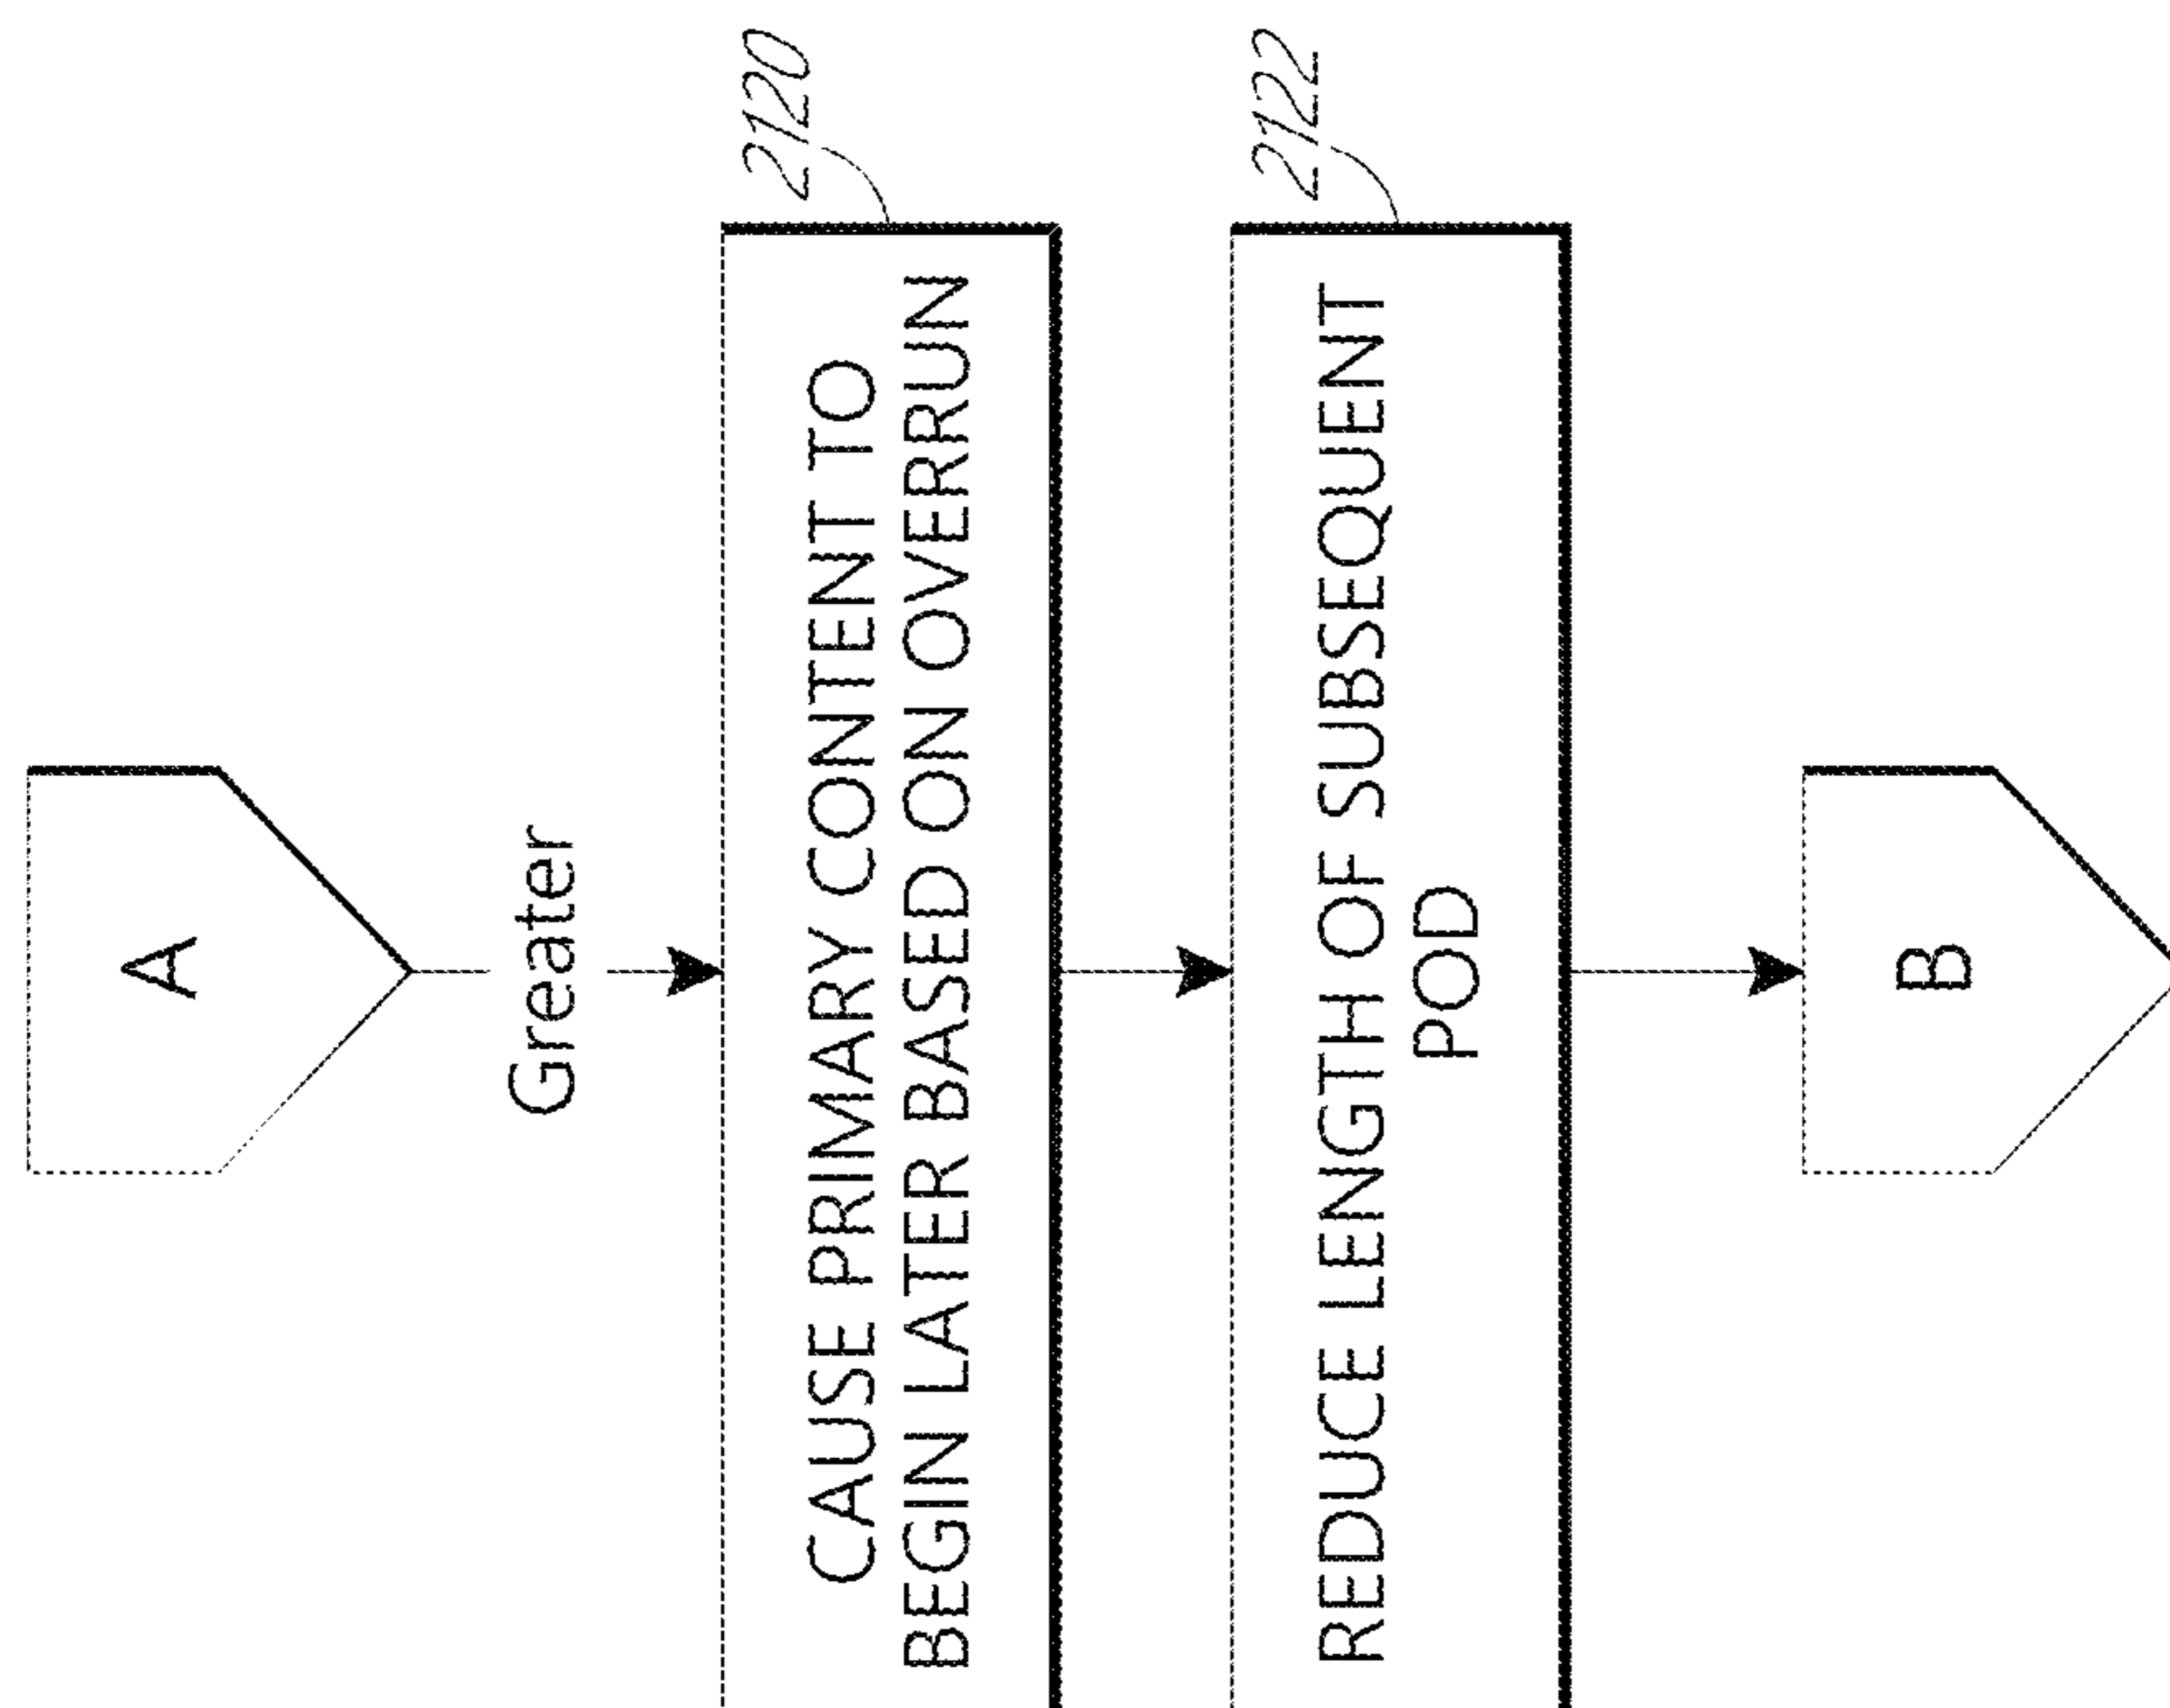 A
Greater
2120
CAUSE PRIMARY CONTENT TO
BEGIN LATER BASED ON OVERRUN
2122
REDUCE LENGTH OF SUBSEQUENT
POD
B